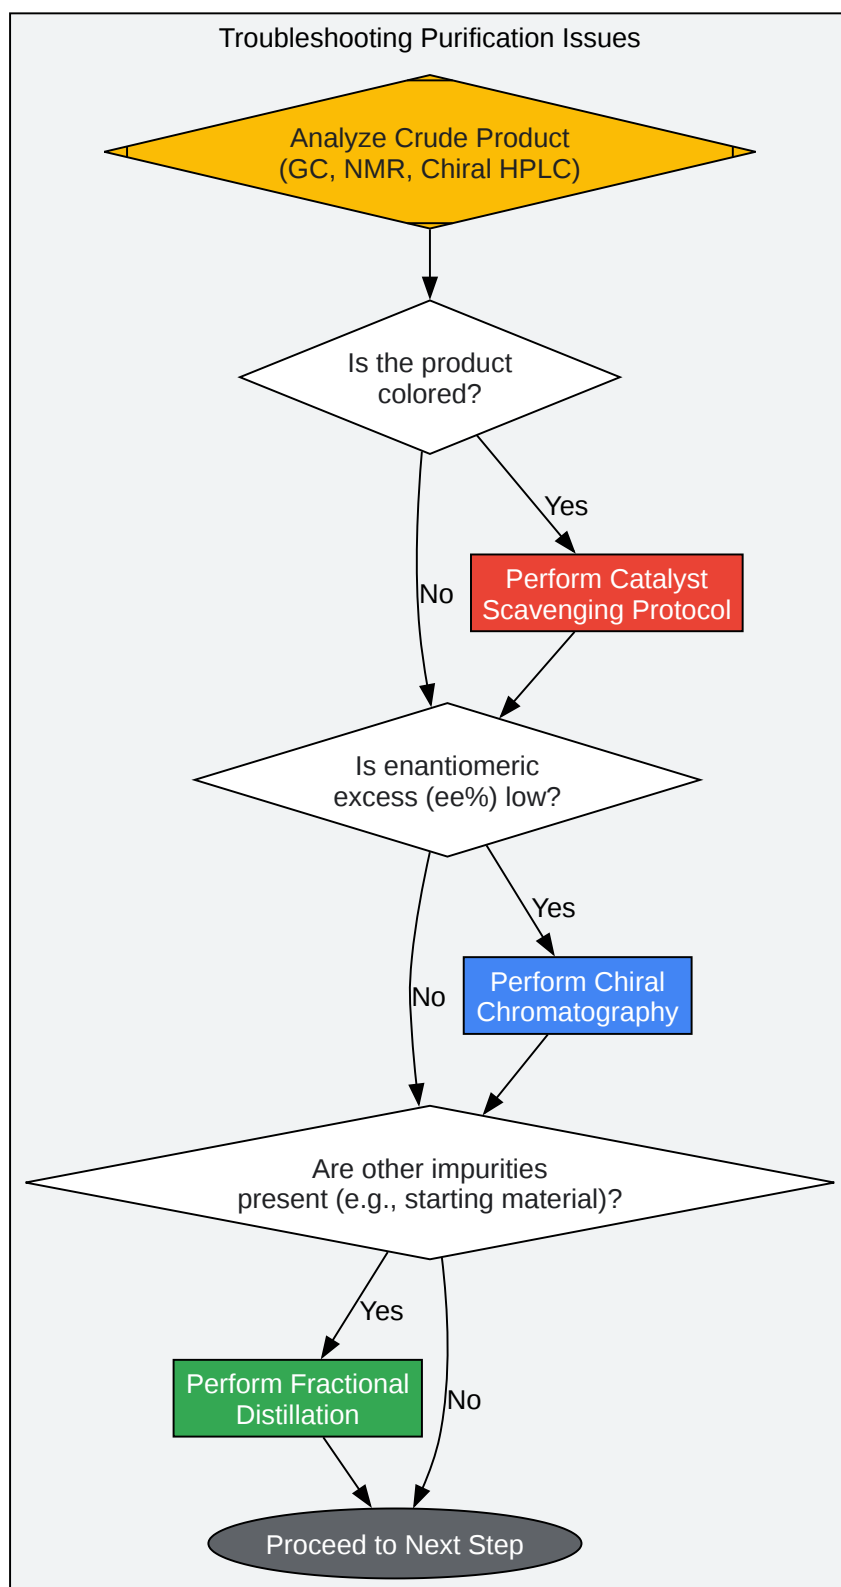 Troubleshooting Purification Issues
Analyze Crude Product
(GC, NMR, Chiral HPLC)
Is the product
colored?
Yes
No
Perform Catalyst
Scavenging Protocol
Is enantiomeric
excess (ee%) low?
Yes
No
Perform Chiral
Chromatography
Are other impurities
present (e.g., starting material)?
Yes
No
Perform Fractional
Distillation
Proceed to Next Step